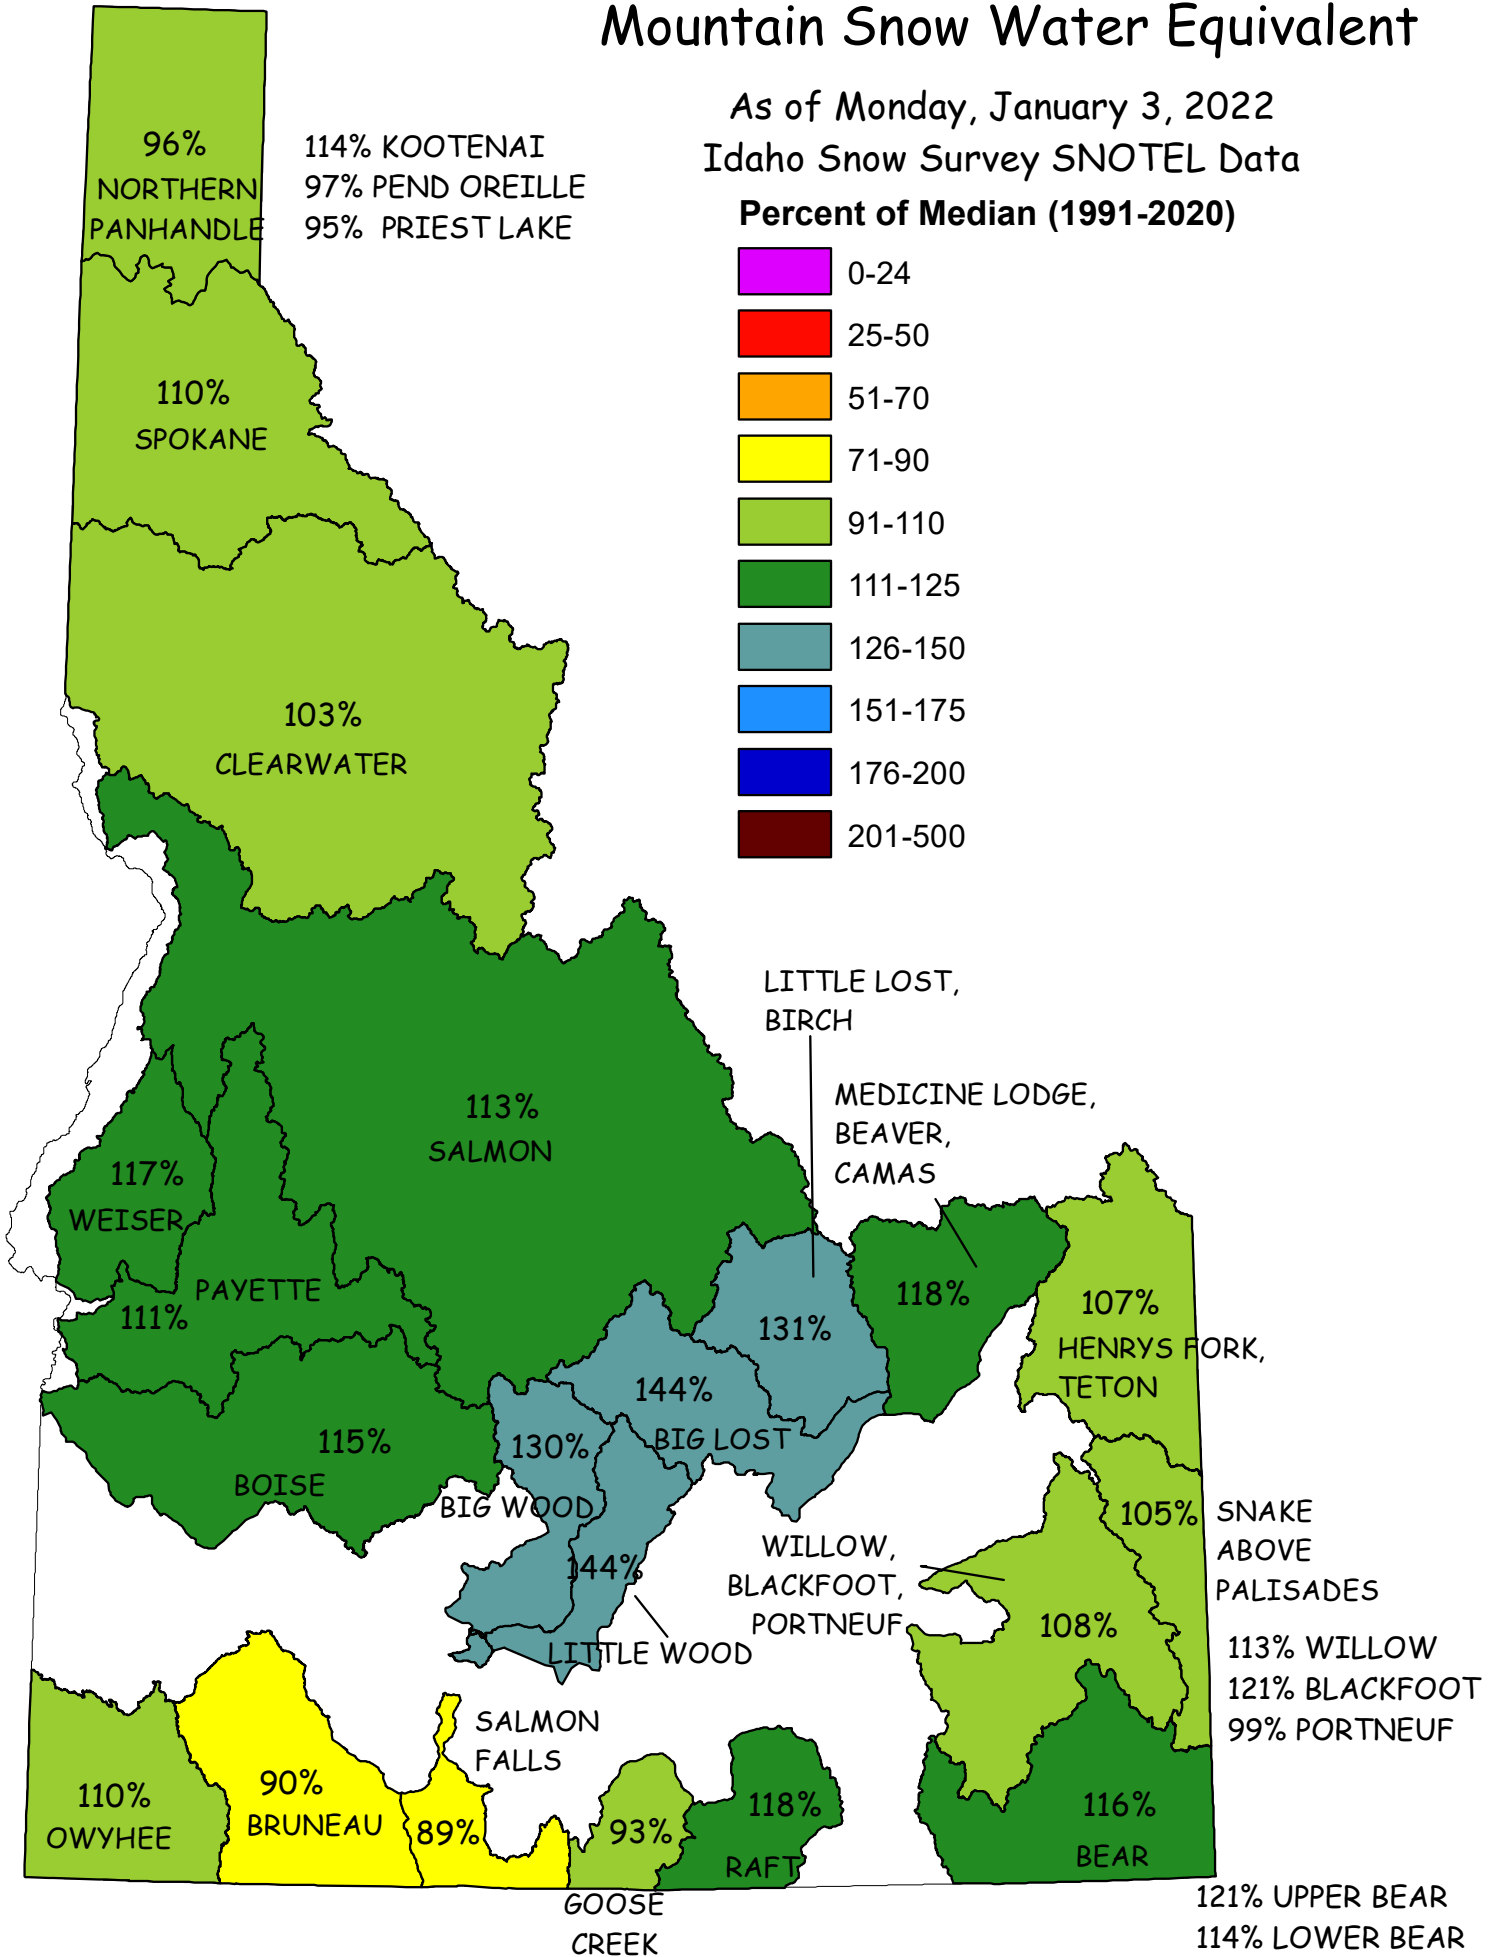 Mountain Snow Water Equivalent
As of Monday, January 3, 2022
Idaho Snow Survey SNOTEL Data
Percent of Median (1991-2020)
0-24
25-50
51-70
71-90
91-110
111-125
126-150
151-175
176-200
201-500
96%
NORTHERN
PANHANDLE
114% KOOTENAI
97% PEND OREILLE
95% PRIEST LAKE
110%
SPOKANE
103%
CLEARWATER
LITTLE LOST,
BIRCH
MEDICINE LODGE,
BEAVER,
CAMAS
113%
SALMON
117%
WEISER
PAYETTE
111%
131%
118%
107%
HENRYS FORK,
TETON
144%
BIG LOST
115%
BOISE
130%
BIG WOOD
144%
LITTLE WOOD
105%
SNAKE
ABOVE
PALISADES
WILLOW,
BLACKFOOT,
PORTNEUF
108%
113% WILLOW
121% BLACKFOOT
99% PORTNEUF
SALMON
FALLS
110%
OWYHEE
90%
BRUNEAU
89%
93%
GOOSE
CREEK
118%
RAFT
116%
BEAR
121% UPPER BEAR
114% LOWER BEAR